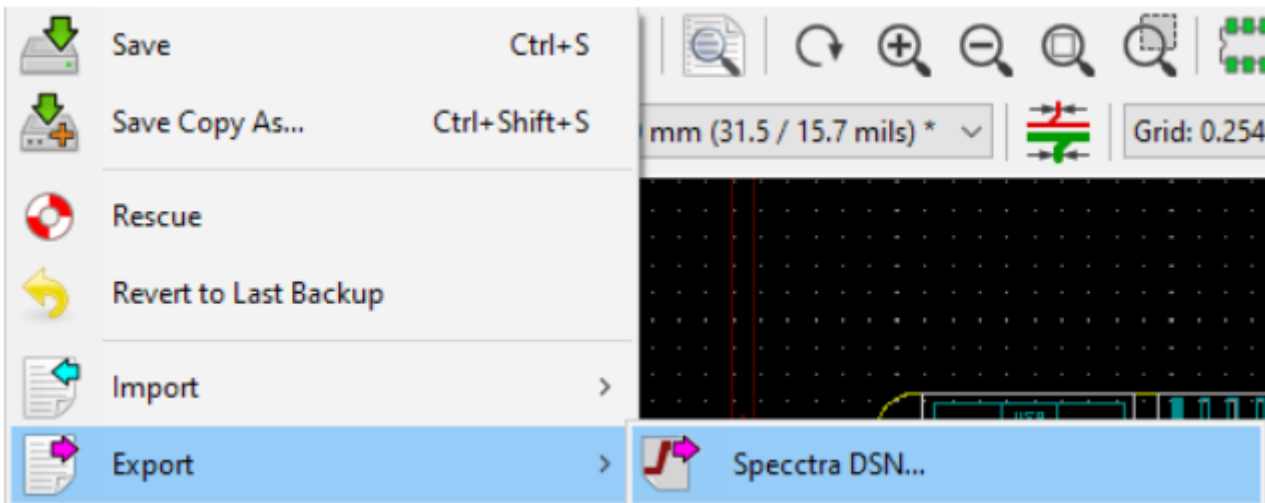 Save Ctrl+S
Save Copy As... Ctrl+Shift+S
mm (31.5 / 15.7 mils) *
Grid: 0.254
Rescue
Revert to Last Backup
Import
USB
Export
Specctra DSN...